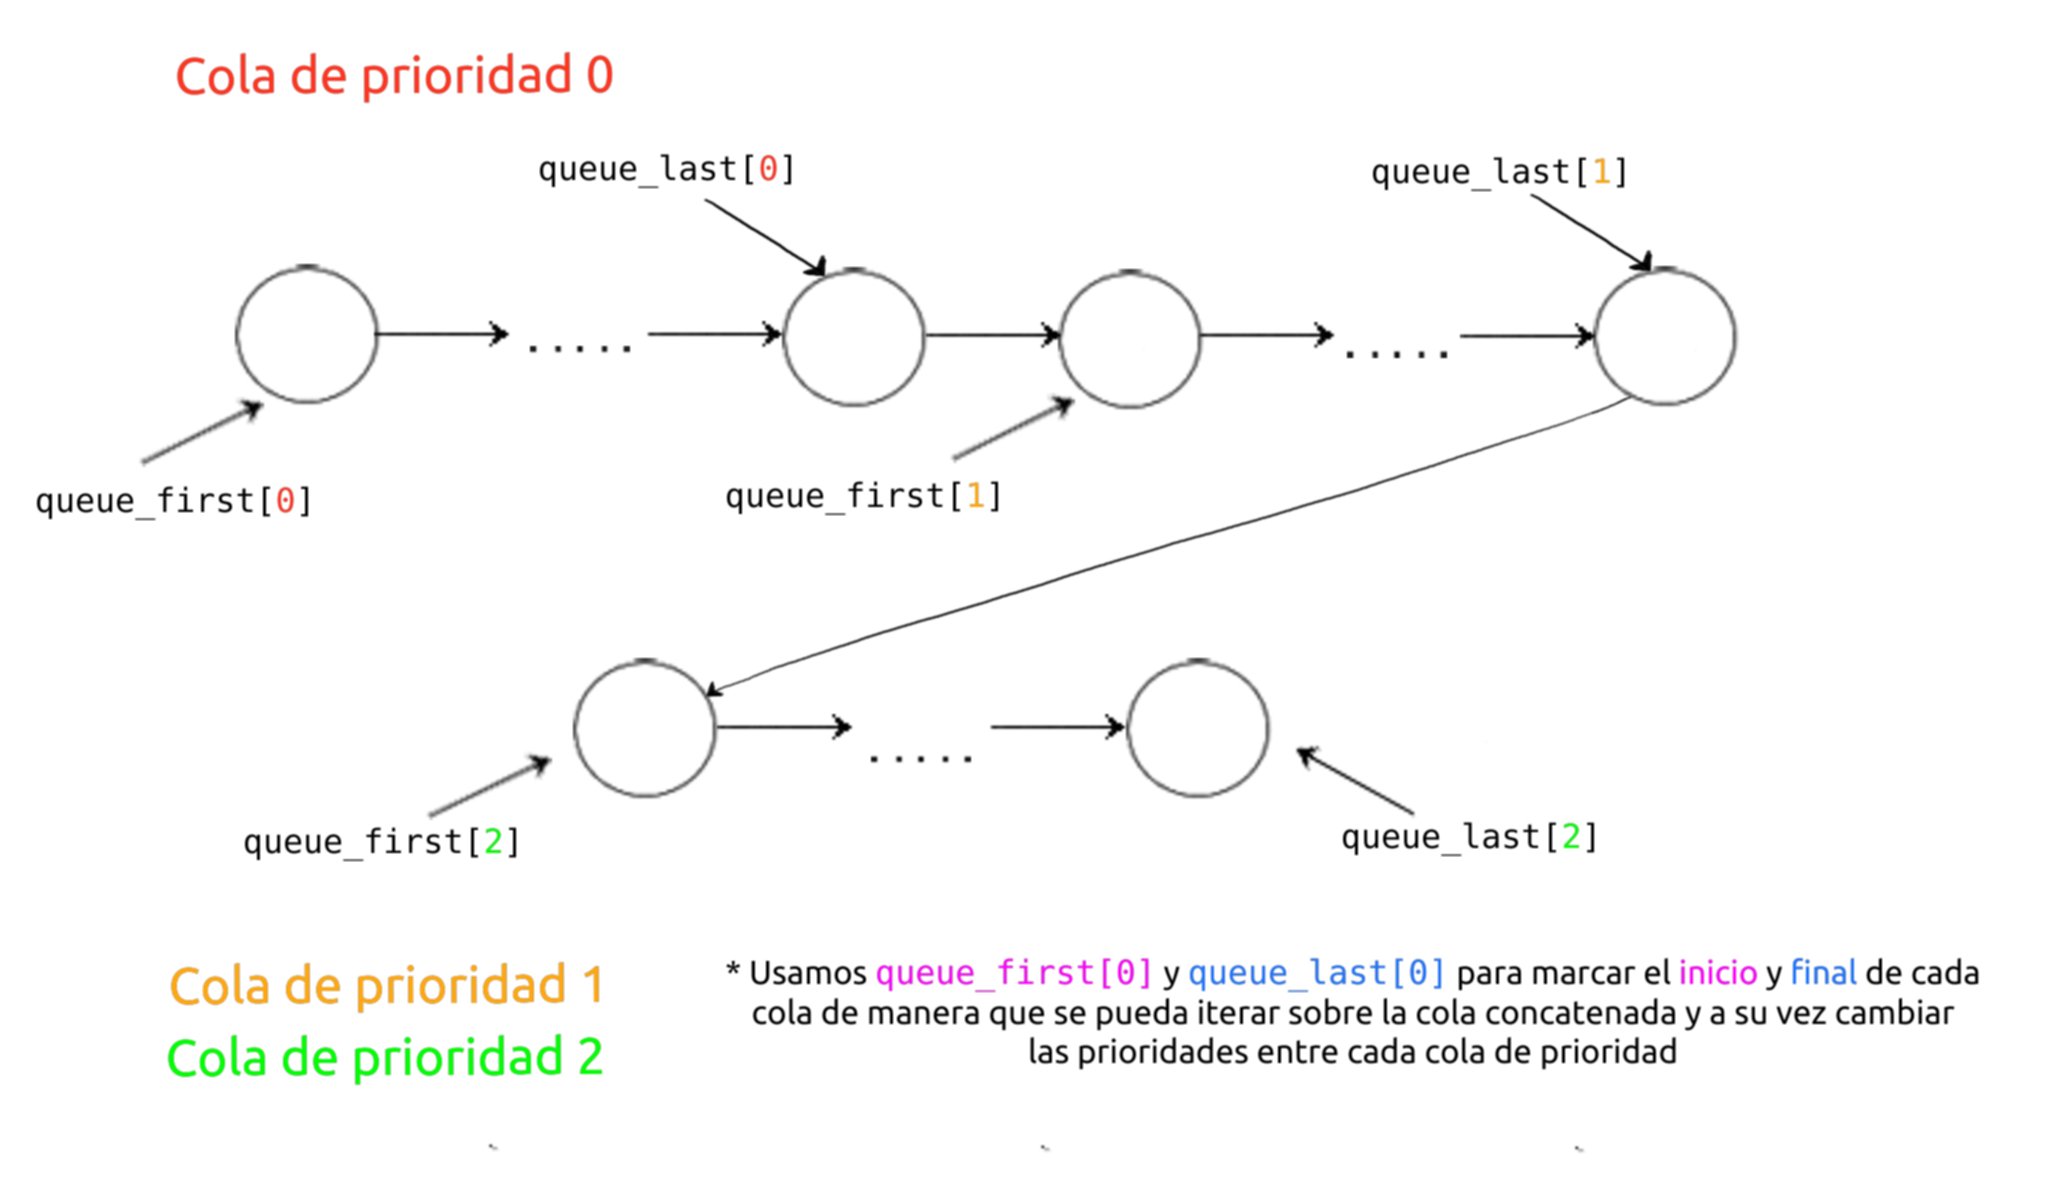 Cola de prioridad 0
queue_last[0]
queue_last[1]
queue_first[0]
queue_first[1]
queue_first[2]
queue_last[2]
Cola de prioridad 1
Cola de prioridad 2
* Usamos queue_first[0] y queue_last[0] para marcar el inicio y final de cada
cola de manera que se pueda iterar sobre la cola concatenada y a su vez cambiar
las prioridades entre cada cola de prioridad